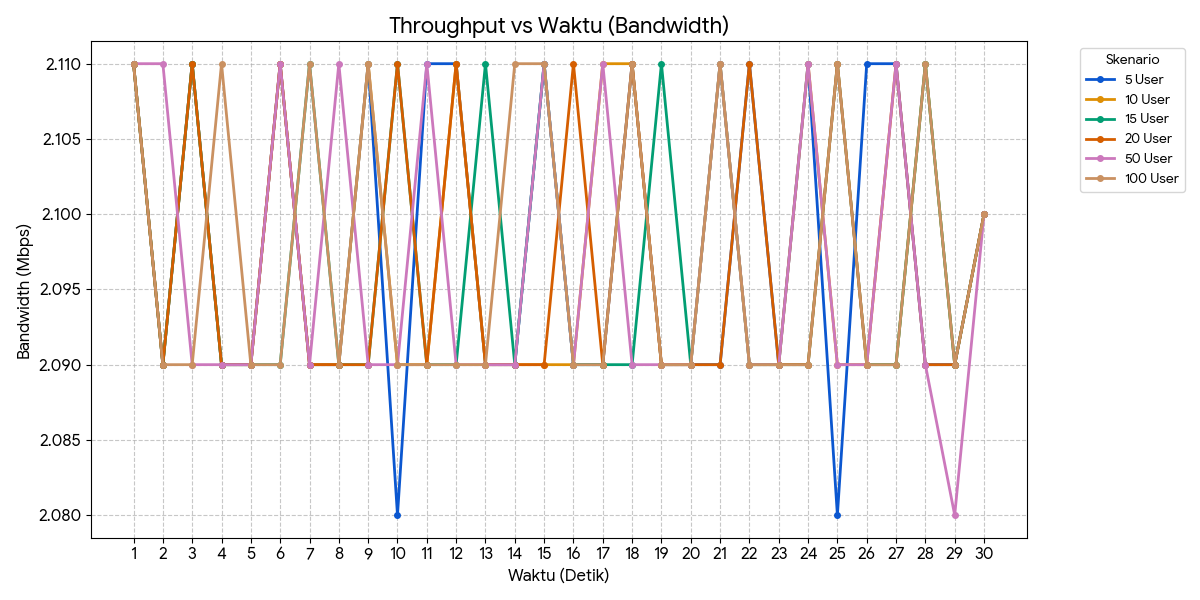 Throughput vs Waktu (Bandwidth)
Bandwidth (Mbps)
2.110
2.105
2.100
2.095
2.090
2.085
2.080
1 2 3 4 5 6 7 8 9 10 11 12 13 14 15 16 17 18 19 20 21 22 23 24 25 26 27 28 29 30
Waktu (Detik)
Skenario
5 User
10 User
15 User
20 User
50 User
100 User